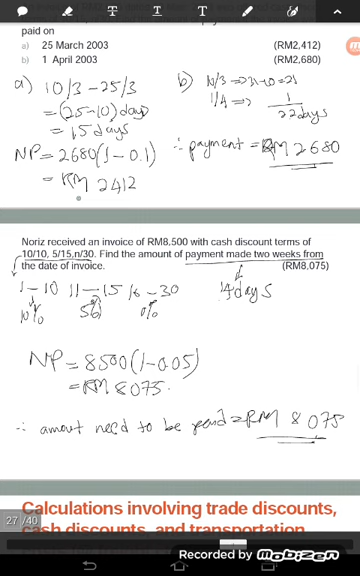 paid on
a) 25 March 2003 (RM2,412)
b) 1 April 2003 (RM2,680)
a) 10/3 - 25/3
= (25-10) days
= 15 days
NP = 2680 (1 - 0.1)
= RM 2412
b) 10/3 => 31-10 = 21
1/4 => 1
22 days
∴ payment = RM 2680
Noriz received an invoice of RM8,500 with cash discount terms of
10/10, 5/15,n/30. Find the amount of payment made two weeks from
the date of invoice. (RM8,075)
1 - 10 11 - 15 16 - 30 14 days
10% 5% 0%
NP = 8500 (1 - 0.05)
= RM 8075.
∴ amout need to be paid = RM 8075
Calculations involving trade discounts,
cash discounts, and transportation
27 /40
Recorded by mobizen